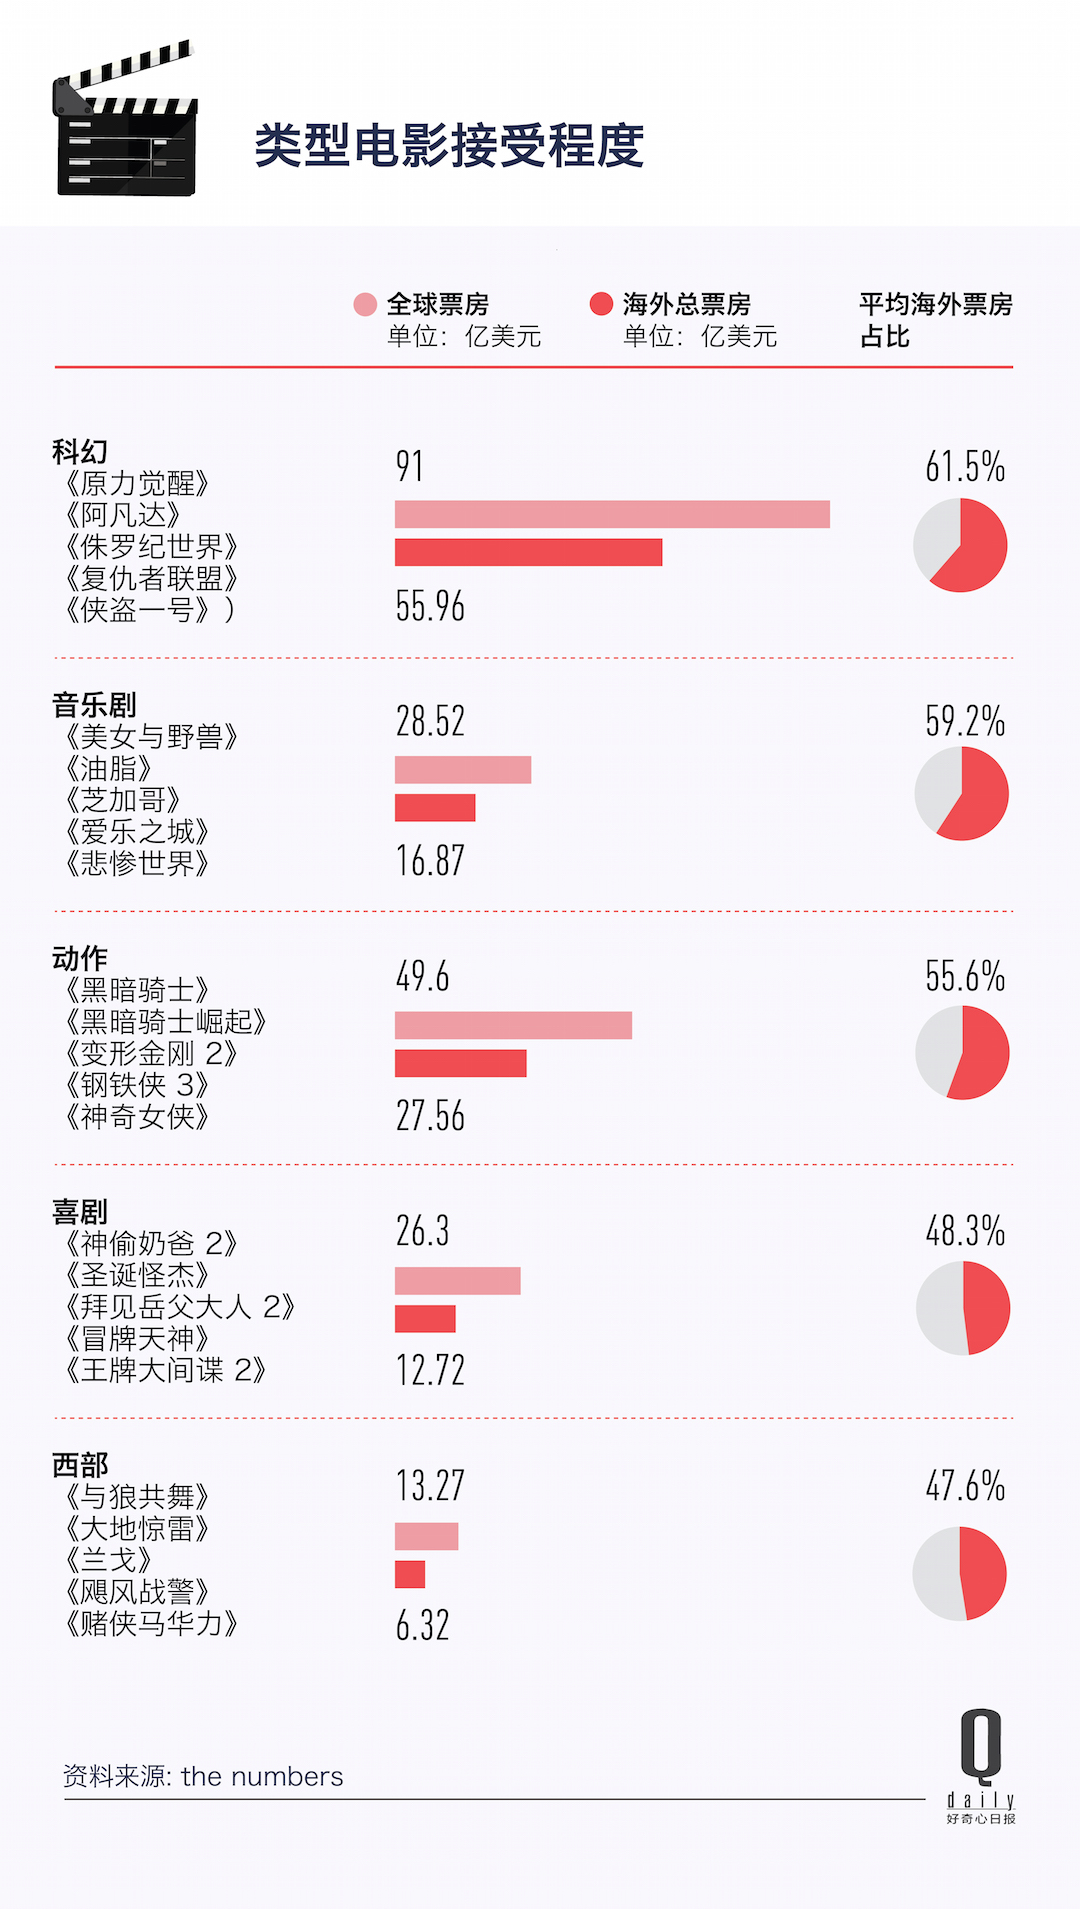 类型电影接受程度
全球票房
单位：亿美元
海外总票房
单位：亿美元
平均海外票房
占比
科幻
《原力觉醒》
《阿凡达》
《侏罗纪世界》
《复仇者联盟》
《侠盗一号》）
91
55.96
61.5%
音乐剧
《美女与野兽》
《油脂》
《芝加哥》
《爱乐之城》
《悲惨世界》
28.52
16.87
59.2%
动作
《黑暗骑士》
《黑暗骑士崛起》
《变形金刚 2》
《钢铁侠 3》
《神奇女侠》
49.6
27.56
55.6%
喜剧
《神偷奶爸 2》
《圣诞怪杰》
《拜见岳父大人 2》
《冒牌天神》
《王牌大间谍 2》
26.3
12.72
48.3%
西部
《与狼共舞》
《大地惊雷》
《兰戈》
《飓风战警》
《赌侠马华力》
13.27
6.32
47.6%
资料来源: the numbers
Q
daily
好奇心日报